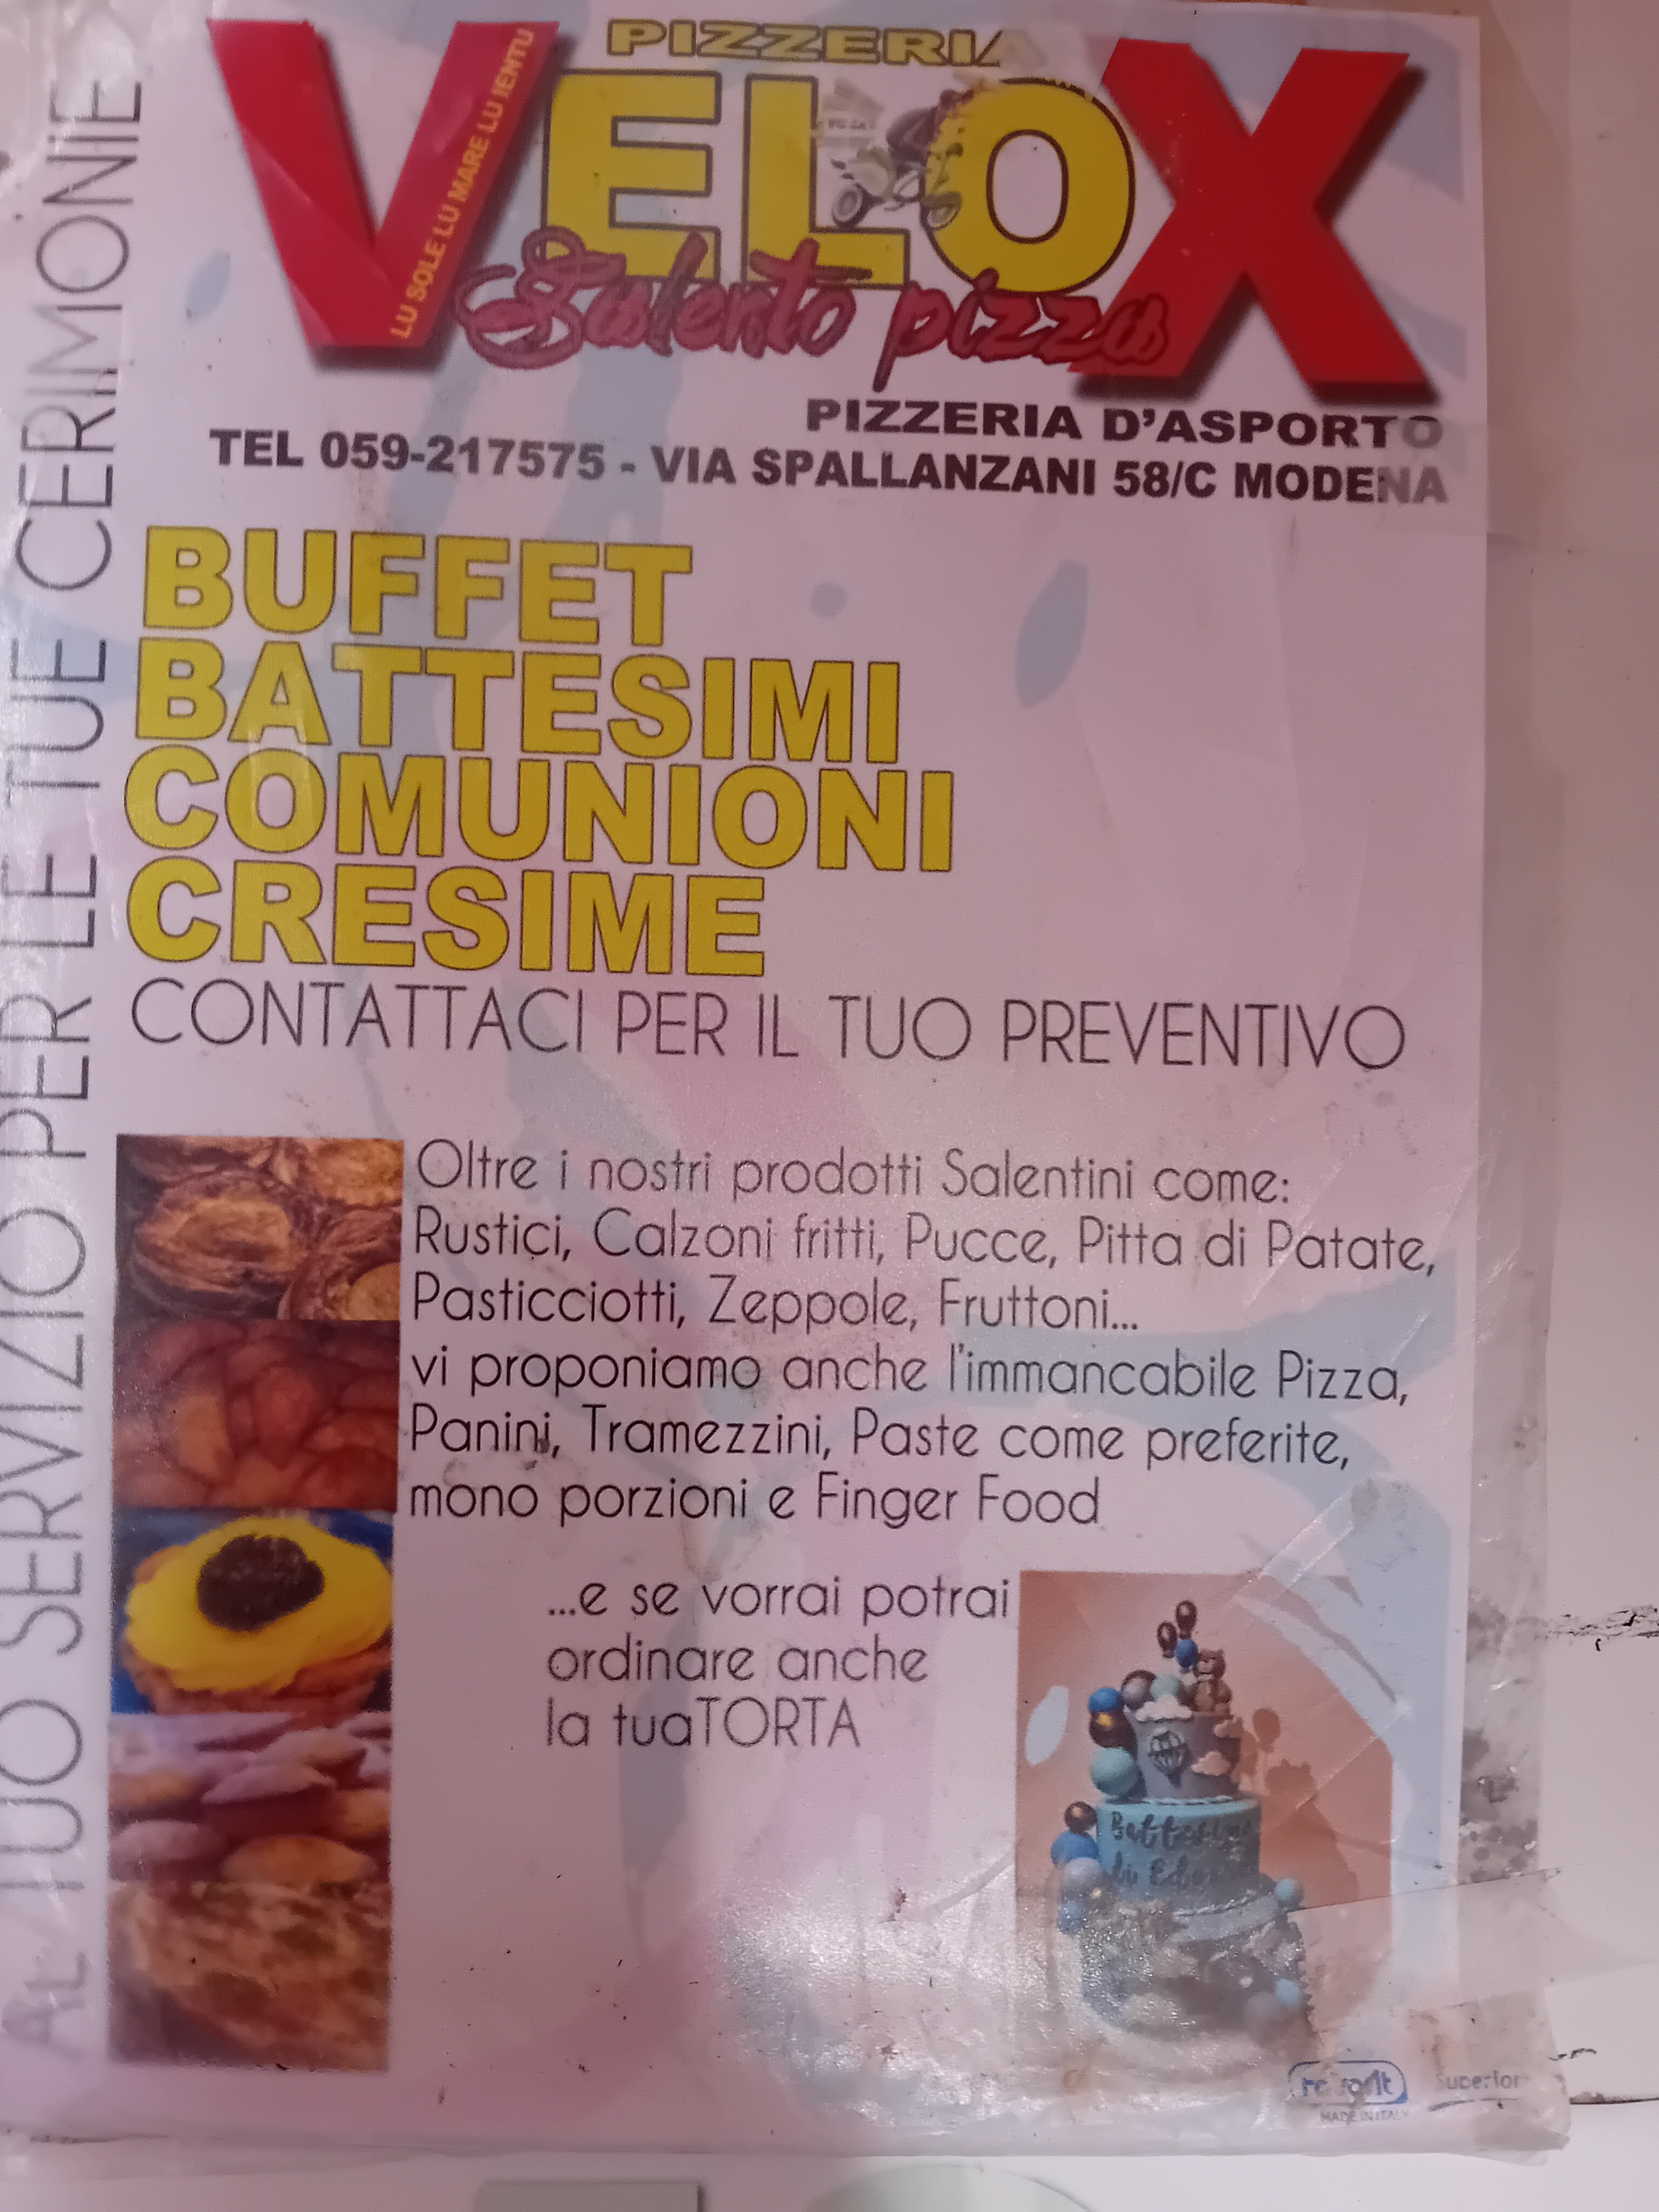 PIZZERIA
VELOX
LU SOLE LU MARE LU IENTU
Salento pizza
PIZZERIA D'ASPORTO
TEL 059-217575 - VIA SPALLANZANI 58/C MODENA
AL TUO SERVIZIO PER LE TUE CERIMONIE
BUFFET
BATTESIMI
COMUNIONI
CRESIME
CONTATTACI PER IL TUO PREVENTIVO
Oltre i nostri prodotti Salentini come:
Rustici, Calzoni fritti, Pucce, Pitta di Patate,
Pasticciotti, Zeppole, Fruttoni...
vi proponiamo anche l'immancabile Pizza,
Panini, Tramezzini, Paste come preferite,
mono porzioni e Finger Food
...e se vorrai potrai
ordinare anche
la tuaTORTA
Battesimo
di
Superior
MADE IN ITALY